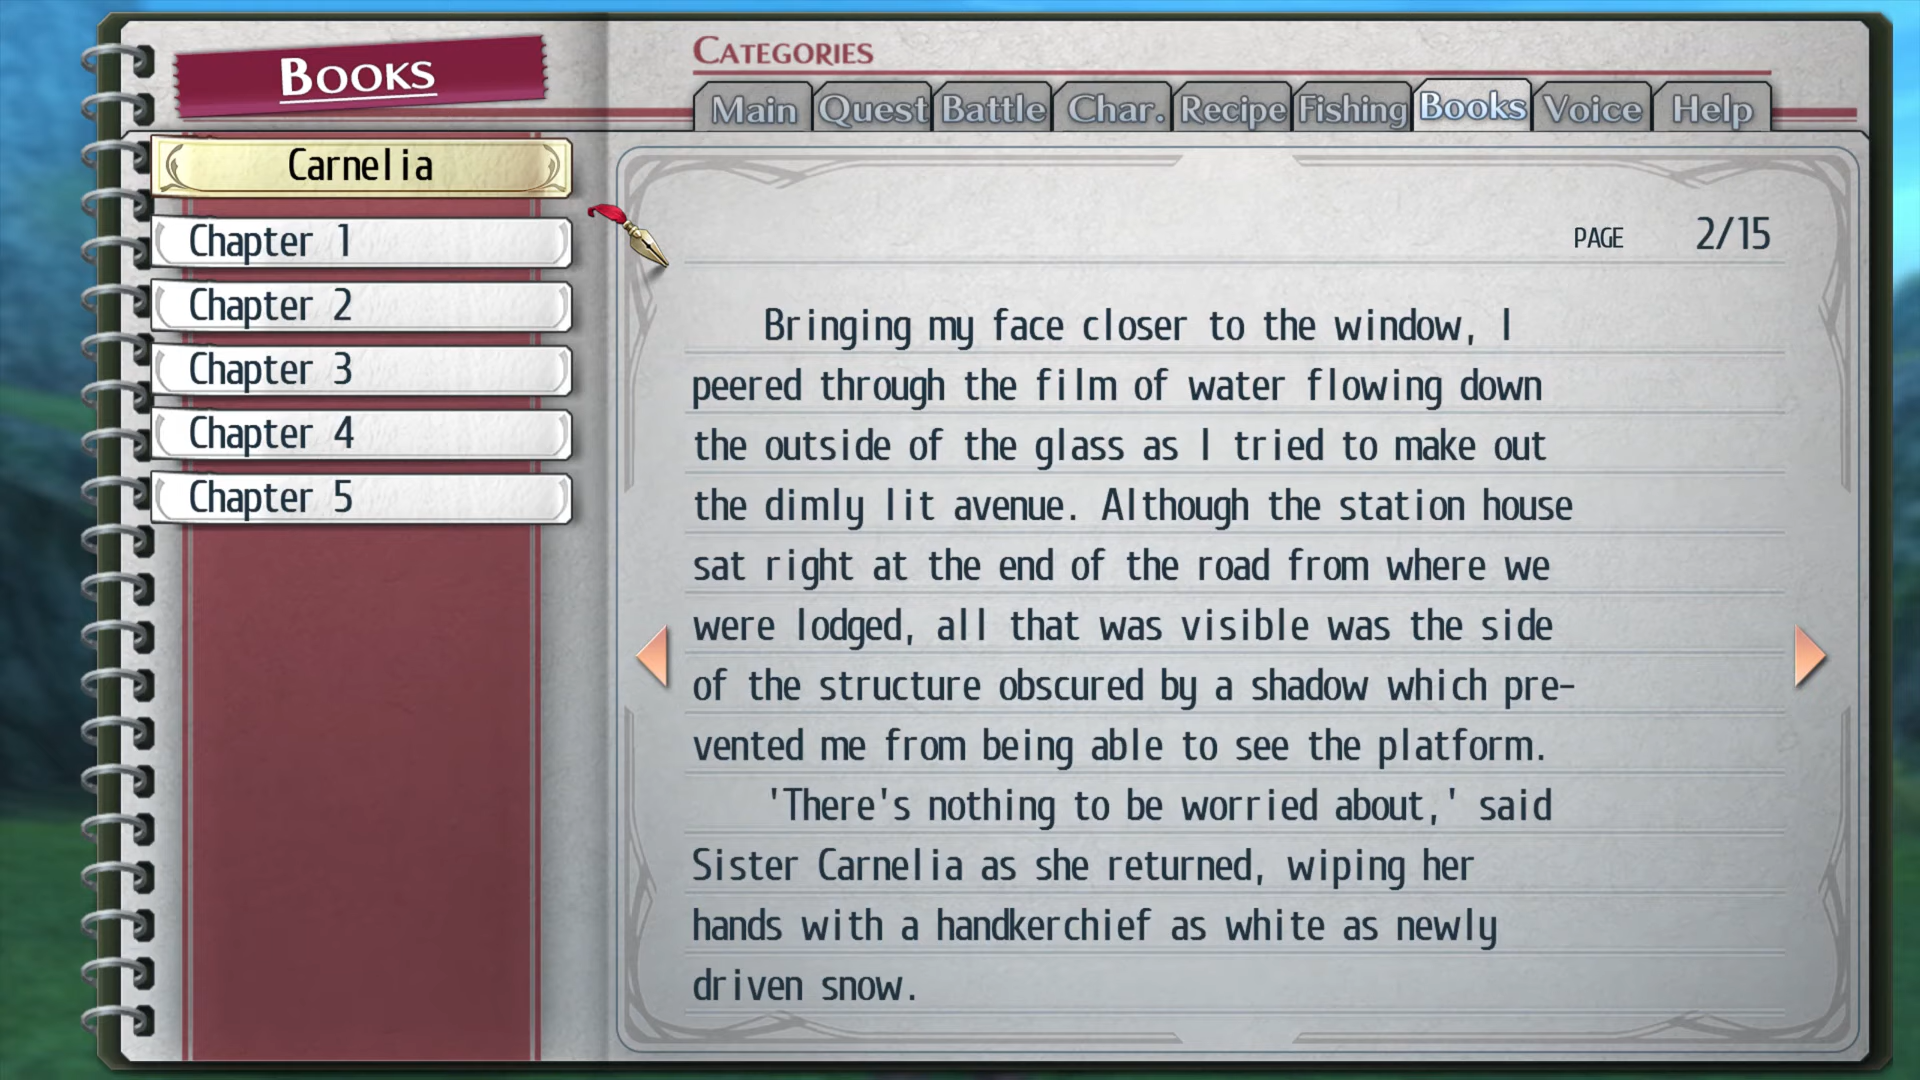 Books
Categories
Main Quest Battle Char. Recipe Fishing Books Voice Help
Carnelia
Chapter 1
Chapter 2
Chapter 3
Chapter 4
Chapter 5
PAGE 2/15
Bringing my face closer to the window, I
peered through the film of water flowing down
the outside of the glass as I tried to make out
the dimly lit avenue. Although the station house
sat right at the end of the road from where we
were lodged, all that was visible was the side
of the structure obscured by a shadow which pre-
vented me from being able to see the platform.
'There's nothing to be worried about,' said
Sister Carnelia as she returned, wiping her
hands with a handkerchief as white as newly
driven snow.